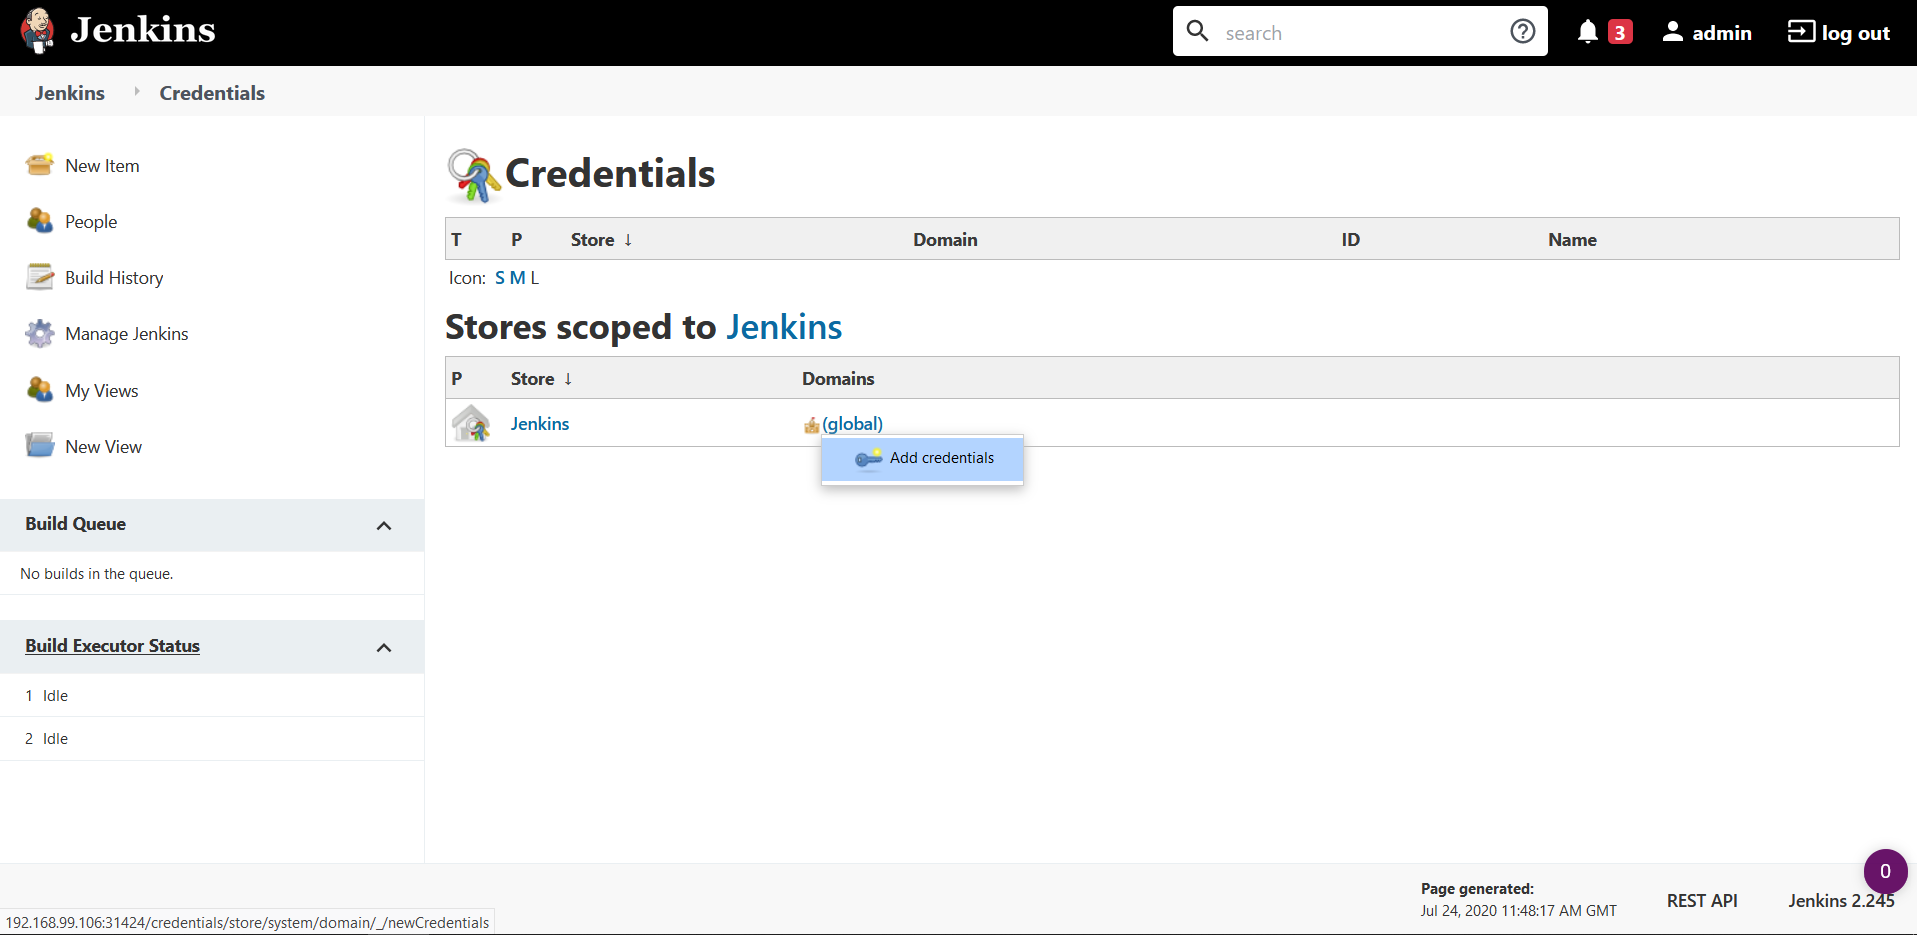 Jenkins
search
3
admin
log out
Jenkins
Credentials
New Item
People
Build History
Manage Jenkins
My Views
New View
Build Queue
No builds in the queue.
Build Executor Status
1 Idle
2 Idle
Credentials
T P Store ↓ Domain ID Name
Icon: S M L
Stores scoped to Jenkins
P Store ↓ Domains
Jenkins (global)
Add credentials
0
Page generated:
Jul 24, 2020 11:48:17 AM GMT
REST API
Jenkins 2.245
192.168.99.106:31424/credentials/store/system/domain/_/newCredentials